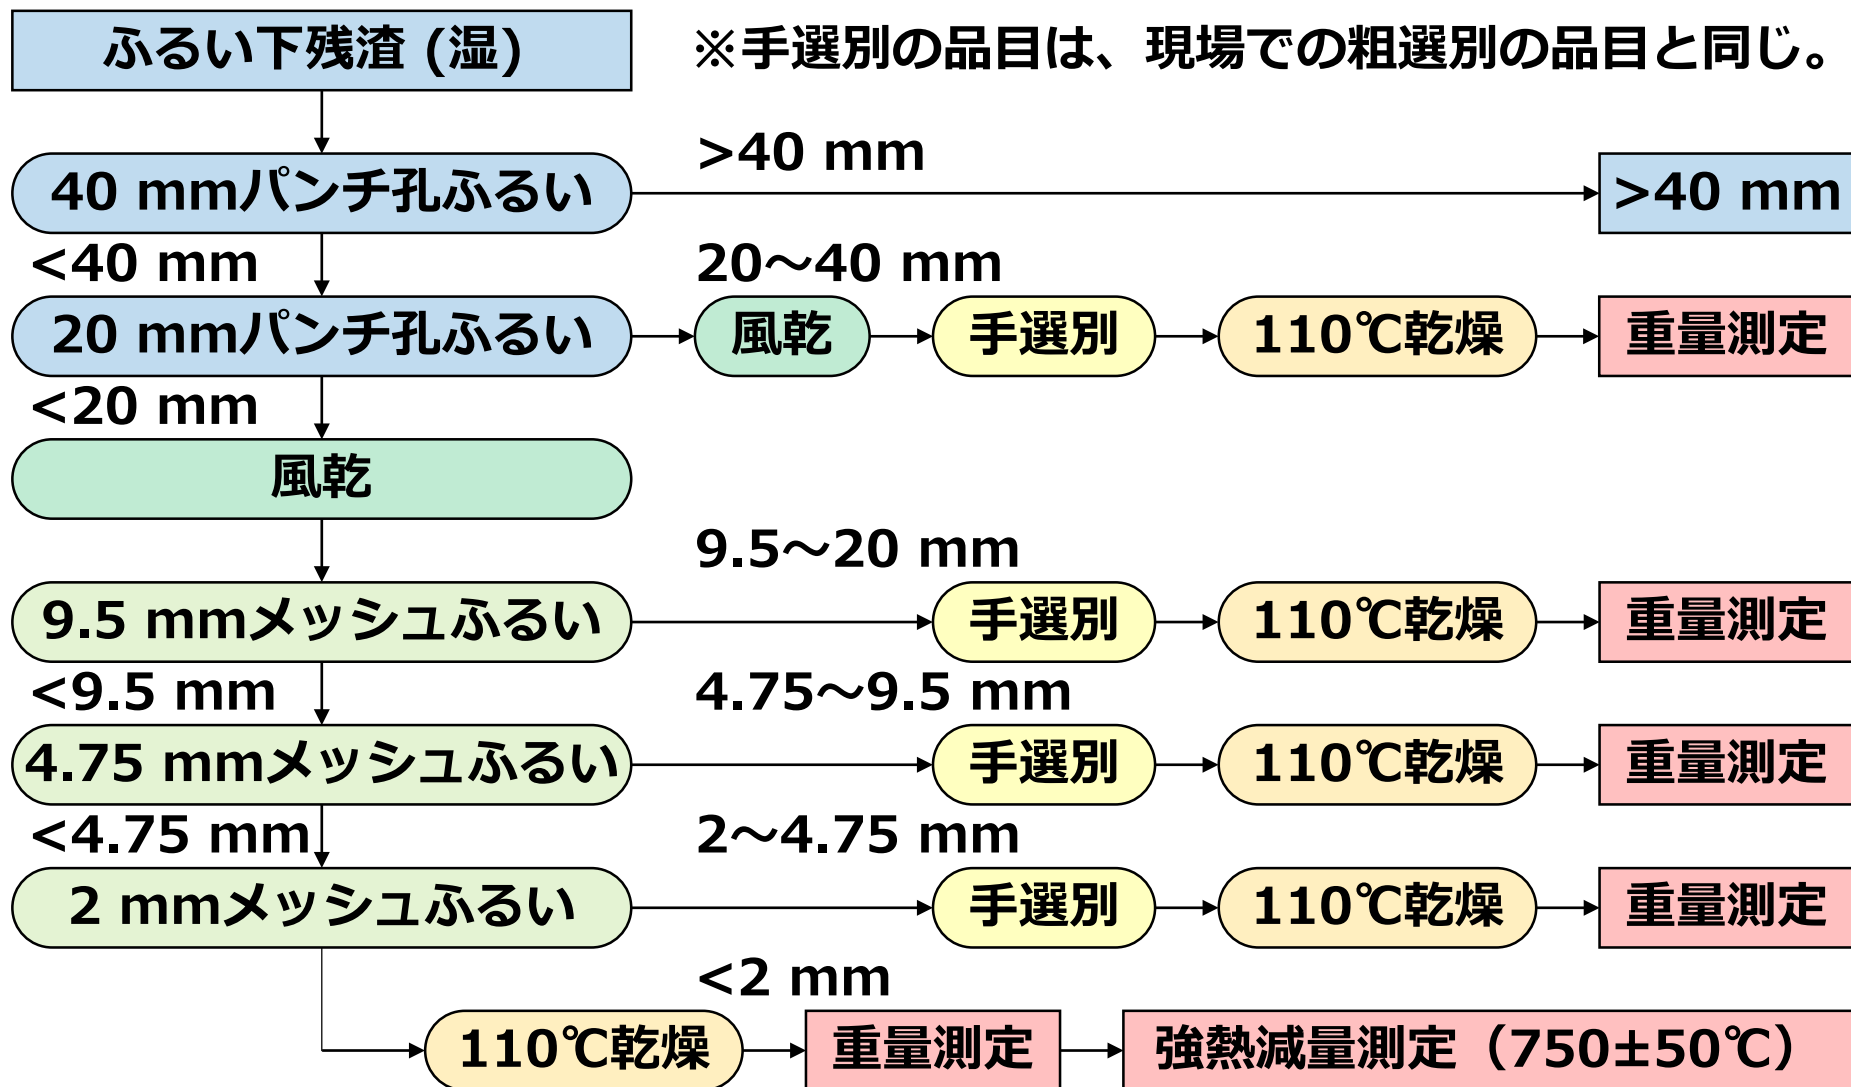 ふるい下残渣 (湿)
※手選別の品目は、現場での粗選別の品目と同じ。
>40 mm
40 mmパンチ孔ふるい
>40 mm
<40 mm
20～40 mm
20 mmパンチ孔ふるい
風乾
手選別
110℃乾燥
重量測定
<20 mm
風乾
9.5～20 mm
9.5 mmメッシュふるい
手選別
110℃乾燥
重量測定
<9.5 mm
4.75～9.5 mm
4.75 mmメッシュふるい
手選別
110℃乾燥
重量測定
<4.75 mm
2～4.75 mm
2 mmメッシュふるい
手選別
110℃乾燥
重量測定
<2 mm
110℃乾燥
重量測定
強熱減量測定（750±50℃）